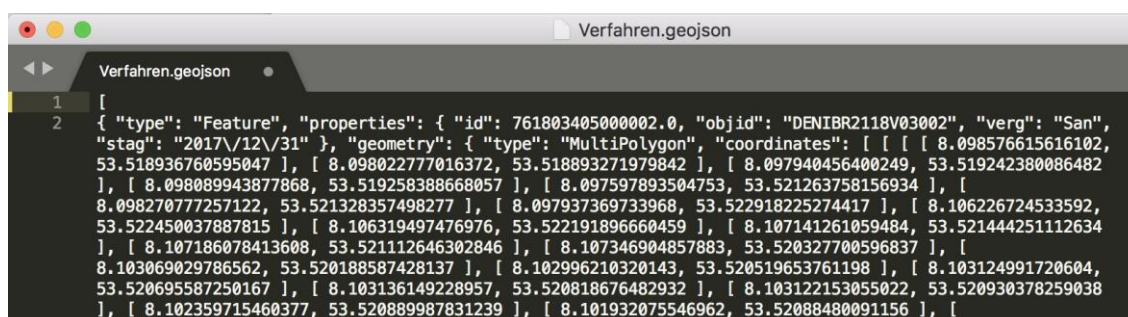 Verfahren.geojson
Verfahren.geojson
1 [
2 { "type": "Feature", "properties": { "id": 761803405000002.0, "objid": "DENIBR2118V03002", "verg": "San",
"stag": "2017\/12\/31" }, "geometry": { "type": "MultiPolygon", "coordinates": [ [ [ [ 8.098576615616102,
53.518936760595047 ], [ 8.098022777016372, 53.518893271979842 ], [ 8.097940456400249, 53.519242380086482
], [ 8.098089943877868, 53.519258388668057 ], [ 8.097597893504753, 53.521263758156934 ], [
8.098270777257122, 53.521328357498277 ], [ 8.097937369733968, 53.522918225274417 ], [ 8.106226724533592,
53.522450037887815 ], [ 8.106319497476976, 53.522191896660459 ], [ 8.107141261059484, 53.521444251112634
], [ 8.107186078413608, 53.521112646302846 ], [ 8.107346904857883, 53.520327700596837 ], [
8.103069029786562, 53.520188587428137 ], [ 8.102996210320143, 53.520519653761198 ], [ 8.103124991720604,
53.520695587250167 ], [ 8.103136149228957, 53.520818676482932 ], [ 8.103122153055022, 53.520930378259038
], [ 8.102359715460377, 53.520889987831239 ], [ 8.101932075546962, 53.52088480091156 ], [